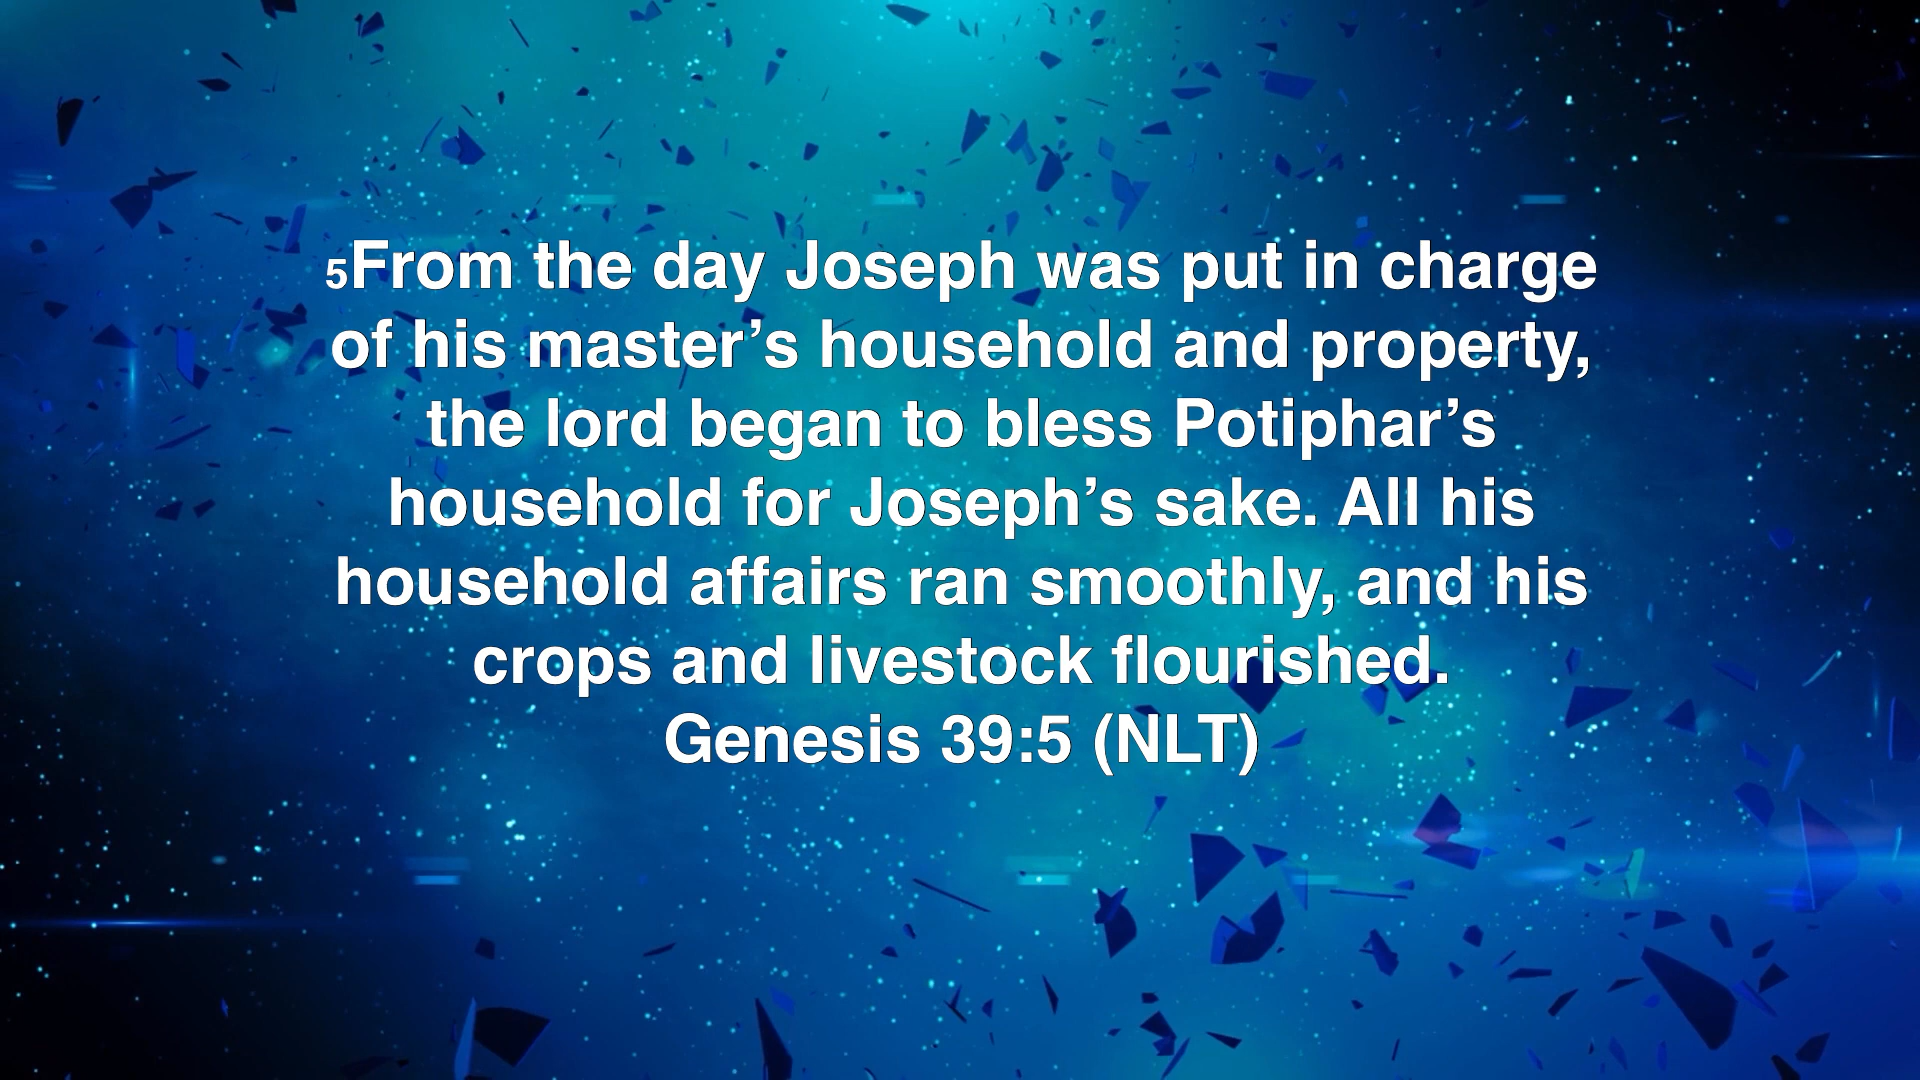 5From the day Joseph was put in charge
of his master’s household and property,
the lord began to bless Potiphar’s
household for Joseph’s sake. All his
household affairs ran smoothly, and his
crops and livestock flourished.
Genesis 39:5 (NLT)